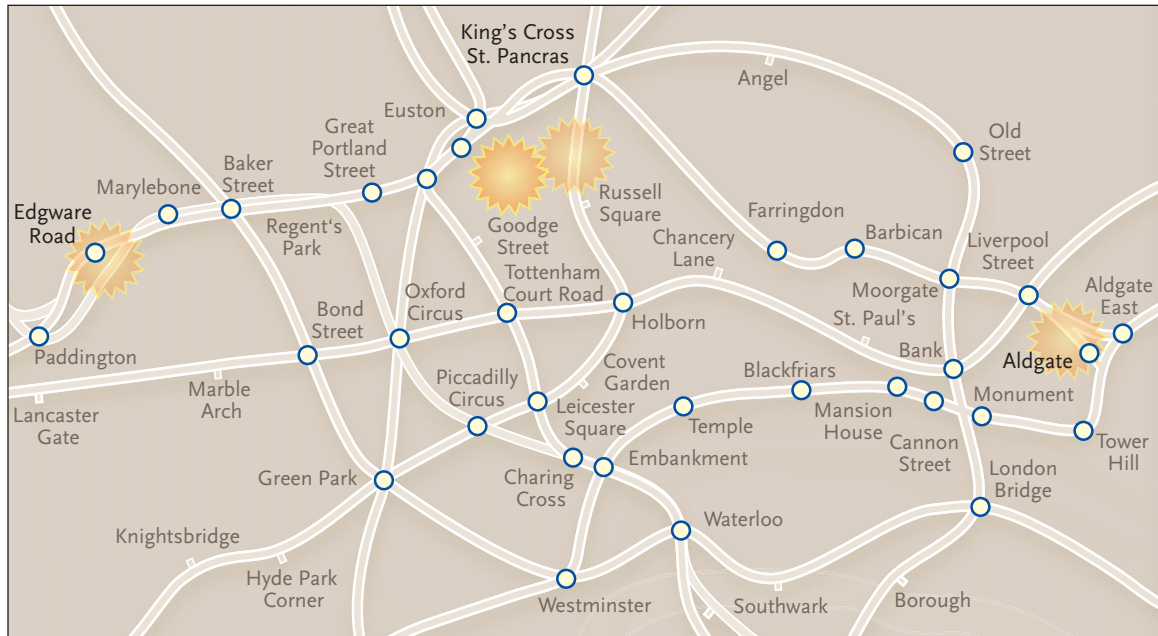 King's Cross
St. Pancras
Angel
Euston
Great
Portland
Street
Old
Street
Baker
Street
Marylebone
Edgware
Road
Regent's
Park
Goodge
Street
Russell
Square
Farringdon
Barbican
Chancery
Lane
Liverpool
Street
Tottenham
Court Road
Oxford
Circus
Bond
Street
Holborn
Moorgate
St. Paul's
Aldgate
East
Paddington
Bank
Aldgate
Marble
Arch
Covent
Garden
Piccadilly
Circus
Blackfriars
Monument
Lancaster
Gate
Leicester
Square
Temple
Mansion
House
Cannon
Street
Tower
Hill
Embankment
Charing
Cross
Green Park
London
Bridge
Waterloo
Knightsbridge
Hyde Park
Corner
Westminster
Southwark
Borough